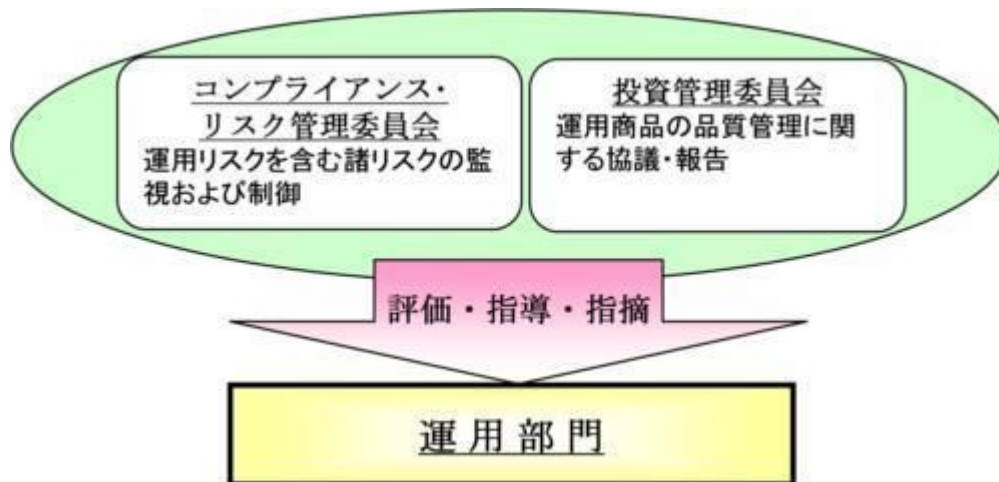 コンプライアンス・
リスク管理委員会
運用リスクを含む諸リスクの監
視および制御
投資管理委員会
運用商品の品質管理に関
する協議・報告
評価・指導・指摘
運用部門